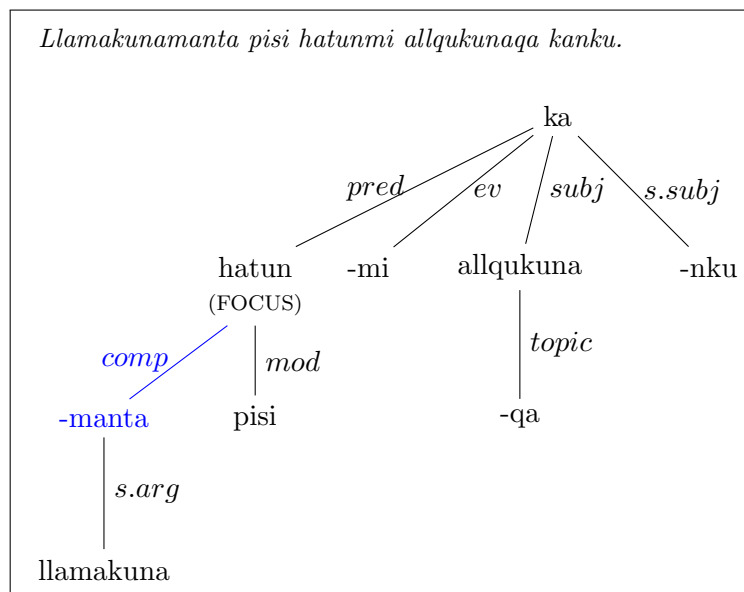 Llamakunamanta pisi hatunmi allqukunaqa kanku.
ka
pred ev subj s.subj
hatun -mi allqukuna -nku
(FOCUS)
comp mod topic
-manta pisi -qa
s.arg
llamakuna